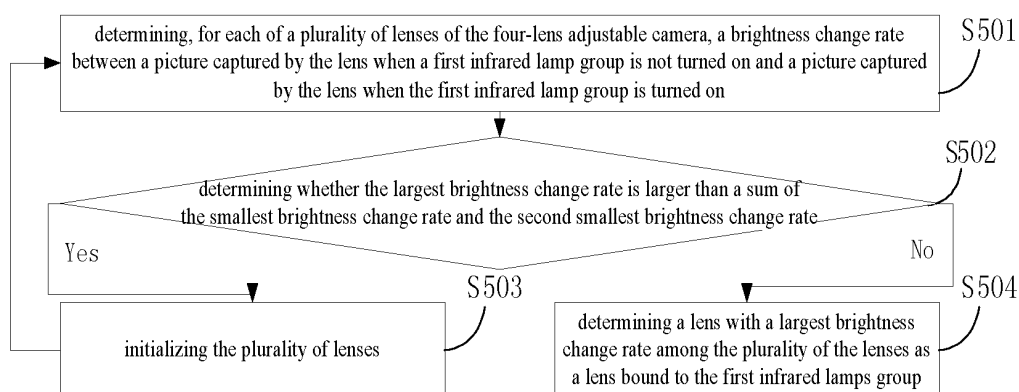 determining, for each of a plurality of lenses of the four-lens adjustable camera, a brightness change rate
between a picture captured by the lens when a first infrared lamp group is not turned on and a picture captured
by the lens when the first infrared lamp group is turned on
S501
determining whether the largest brightness change rate is larger than a sum of
the smallest brightness change rate and the second smallest brightness change rate
S502
Yes
No
initializing the plurality of lenses
S503
determining a lens with a largest brightness
change rate among the plurality of the lenses as
a lens bound to the first infrared lamps group
S504